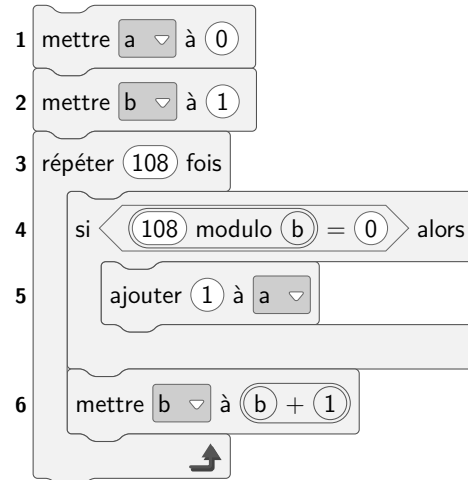 1 mettre a à 0
2 mettre b à 1
3 répéter 108 fois
4 si 108 modulo b = 0 alors
5 ajouter 1 à a
6 mettre b à b + 1